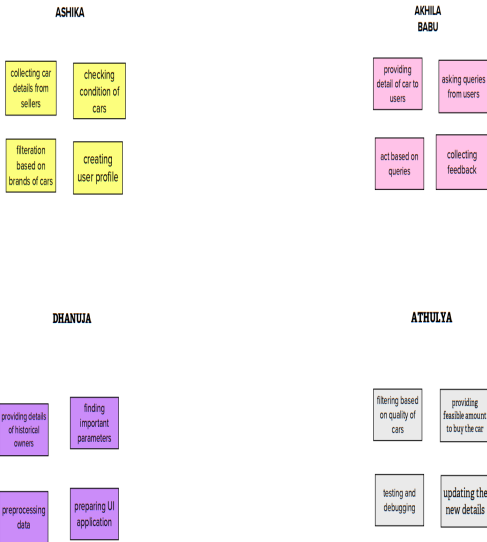 ASHIKA
collecting car
details from
sellers
checking
condition of
cars
filteration
based on
brands of cars
creating
user profile
AKHILA
BABU
providing
detail of car to
users
asking queries
from users
act based on
queries
collecting
feedback
DHANUJA
providing details
of historical
owners
finding
important
parameters
preprocessing
data
preparing UI
application
ATHULYA
filtering based
on quality of
cars
providing
feasible amount
to buy the car
testing and
debugging
updating the
new details